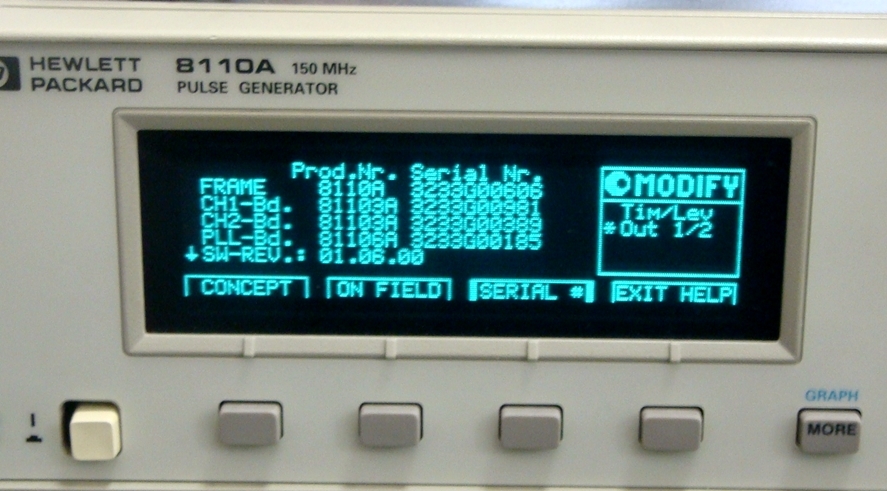 HEWLETT PACKARD
8110A 150 MHz
PULSE GENERATOR
Prod.Nr. Serial Nr.
FRAME 8110A 3233G00606
CH1-Bd. 81103A
CH2-Bd. 81103A
PLL-Bd. 81106A 3233G00185
SW-REV.: 01.06.00
MODIFY
Tim/Lev
*Out 1/2
CONCEPT ON FIELD SERIAL # EXIT HELP
GRAPH
MORE